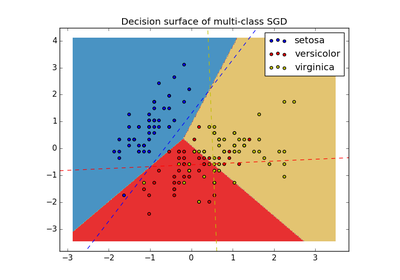 Decision surface of multi-class SGD
setosa
versicolor
virginica
4
3
2
1
0
−1
−2
−3
−3 −2 −1 0 1 2 3